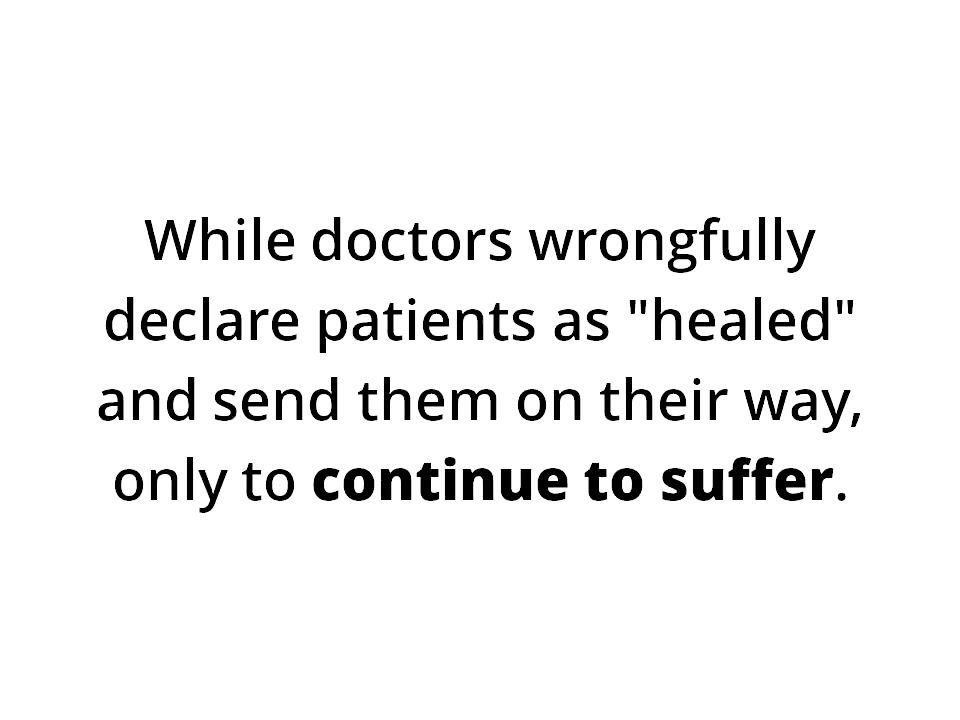 While doctors wrongfully
declare patients as "healed"
and send them on their way,
only to continue to suffer.